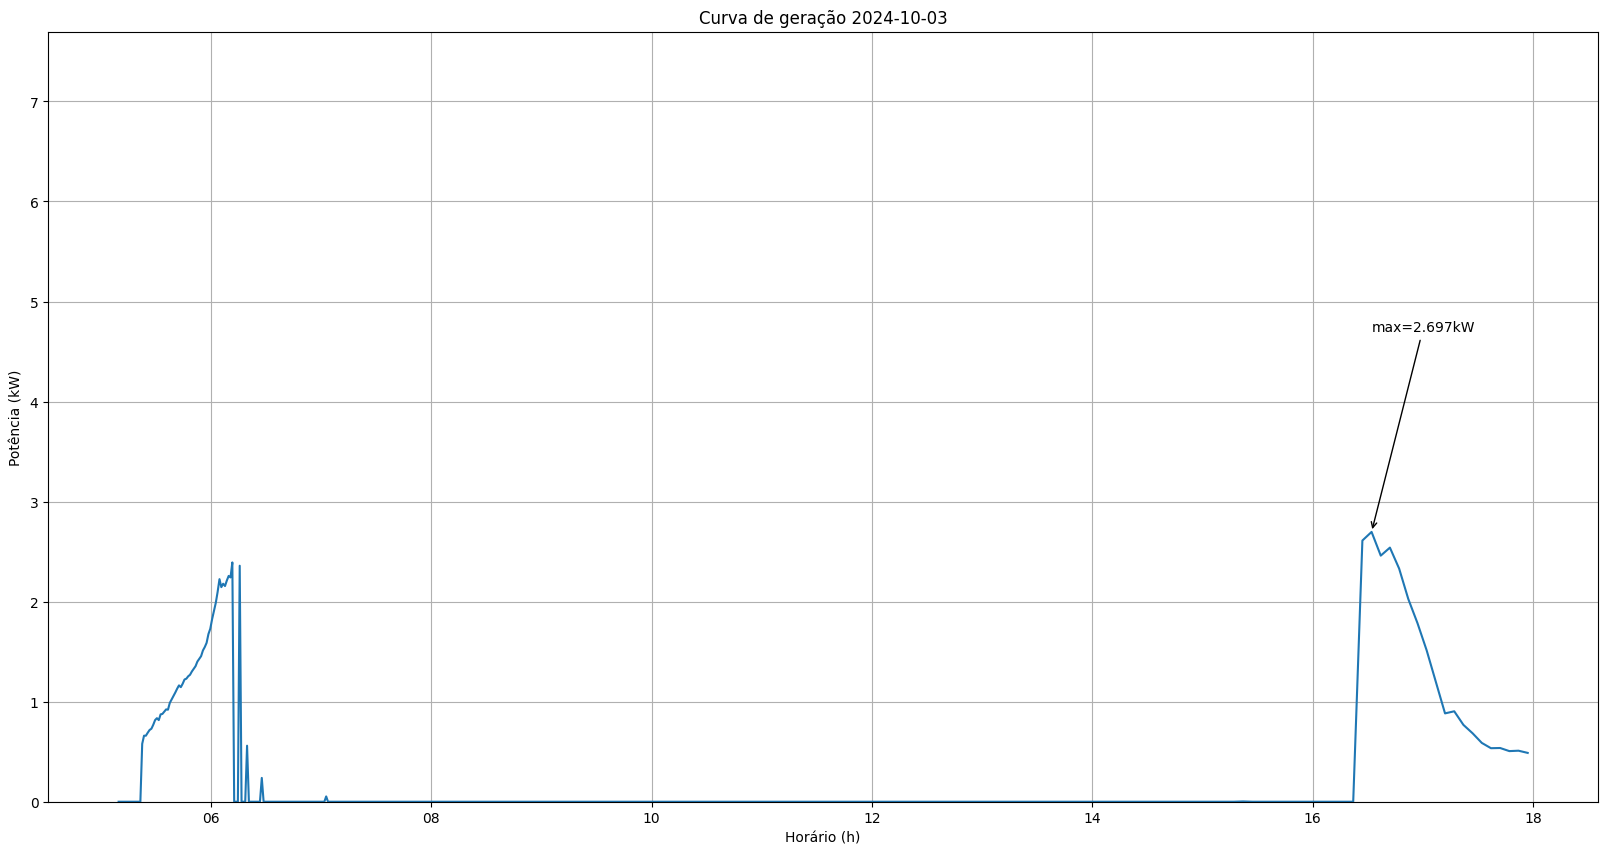 Curva de geração 2024-10-03
7
6
5
max=2.697kW
4
Potência (kW)
3
2
1
0
06 08 10 12 14 16 18
Horário (h)